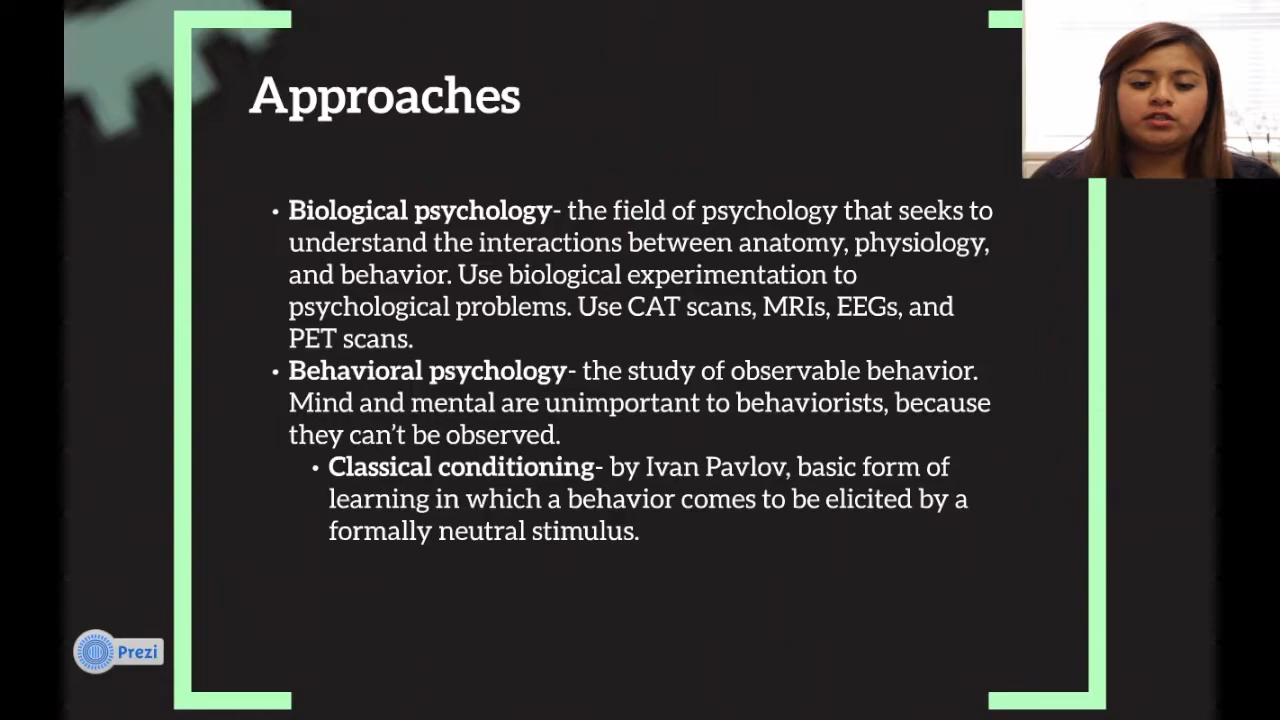 Approaches
• Biological psychology- the field of psychology that seeks to
understand the interactions between anatomy, physiology,
and behavior. Use biological experimentation to
psychological problems. Use CAT scans, MRIs, EEGs, and
PET scans.
• Behavioral psychology- the study of observable behavior.
Mind and mental are unimportant to behaviorists, because
they can't be observed.
• Classical conditioning- by Ivan Pavlov, basic form of
learning in which a behavior comes to be elicited by a
formally neutral stimulus.
Prezi